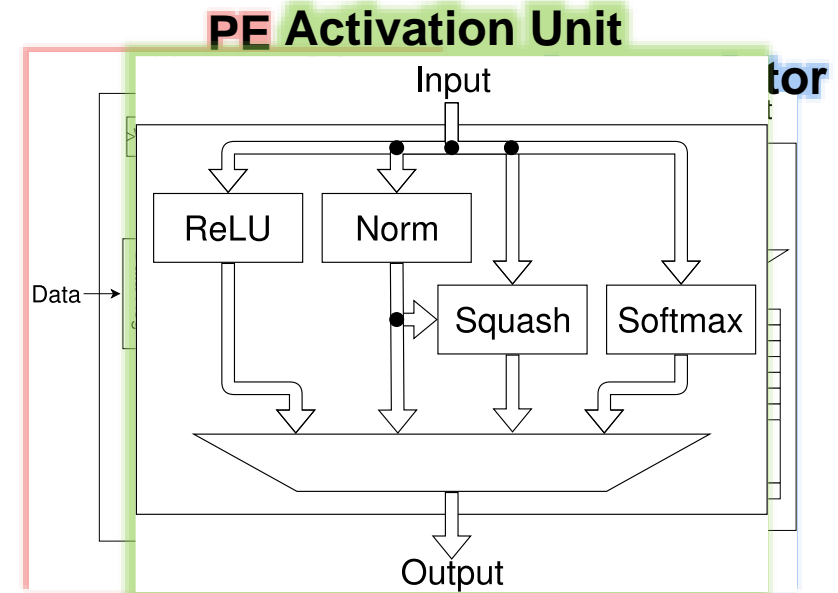 PE Activation Unit
tor
Input
ReLU
Norm
Data
Squash
Softmax
Output